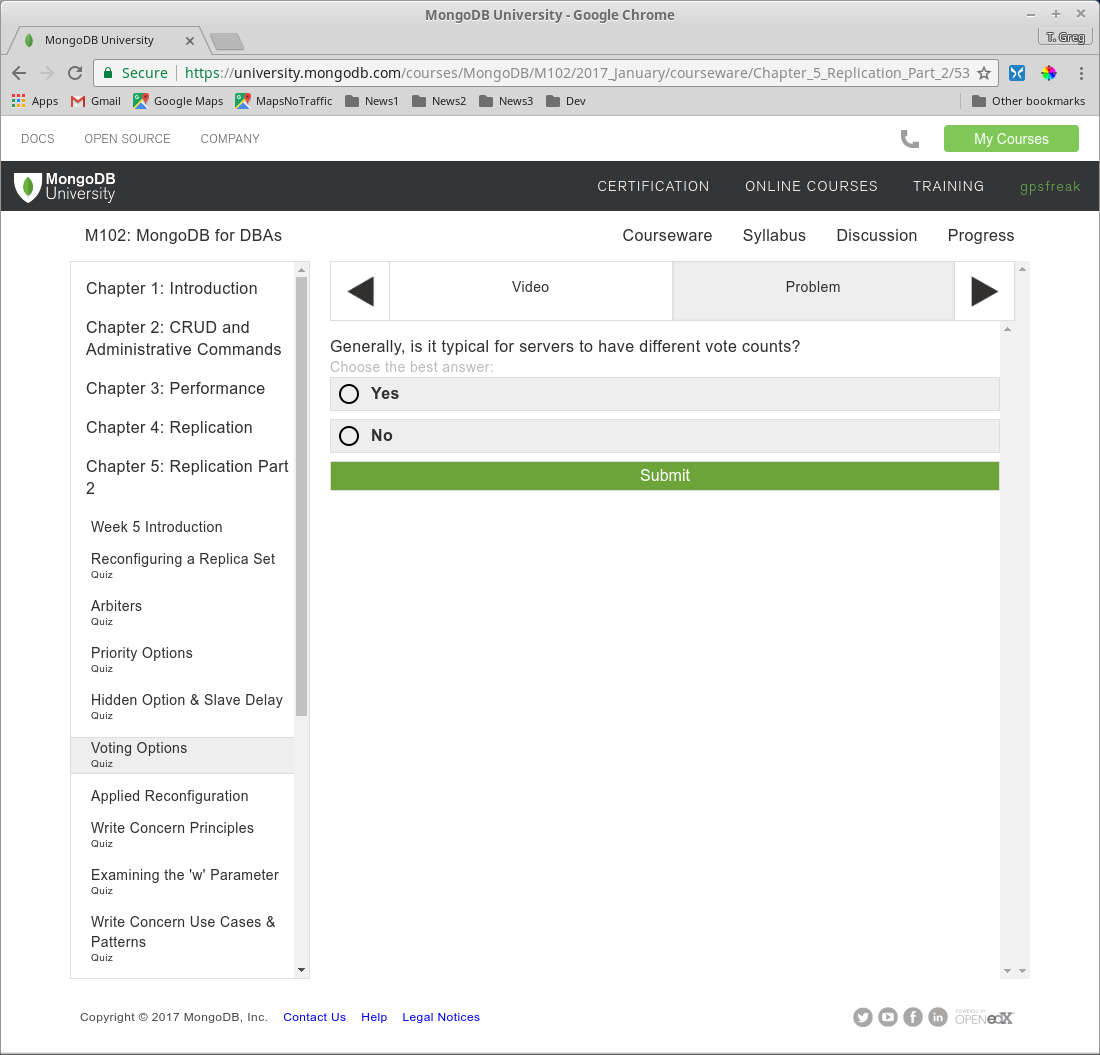 MongoDB University - Google Chrome
MongoDB University
T. Greg
Secure https://university.mongodb.com/courses/MongoDB/M102/2017_January/courseware/Chapter_5_Replication_Part_2/53
Apps Gmail Google Maps MapsNoTraffic News1 News2 News3 Dev Other bookmarks
DOCS OPEN SOURCE COMPANY My Courses
MongoDB
University
CERTIFICATION ONLINE COURSES TRAINING gpsfreak
M102: MongoDB for DBAs Courseware Syllabus Discussion Progress
Chapter 1: Introduction
Chapter 2: CRUD and
Administrative Commands
Chapter 3: Performance
Chapter 4: Replication
Chapter 5: Replication Part
2
Week 5 Introduction
Reconfiguring a Replica Set
Quiz
Arbiters
Quiz
Priority Options
Quiz
Hidden Option & Slave Delay
Quiz
Voting Options
Quiz
Applied Reconfiguration
Write Concern Principles
Quiz
Examining the 'w' Parameter
Quiz
Write Concern Use Cases &
Patterns
Quiz
Video Problem
Generally, is it typical for servers to have different vote counts?
Choose the best answer:
Yes
No
Submit
Copyright © 2017 MongoDB, Inc. Contact Us Help Legal Notices
POWERED BY
OPEN edX